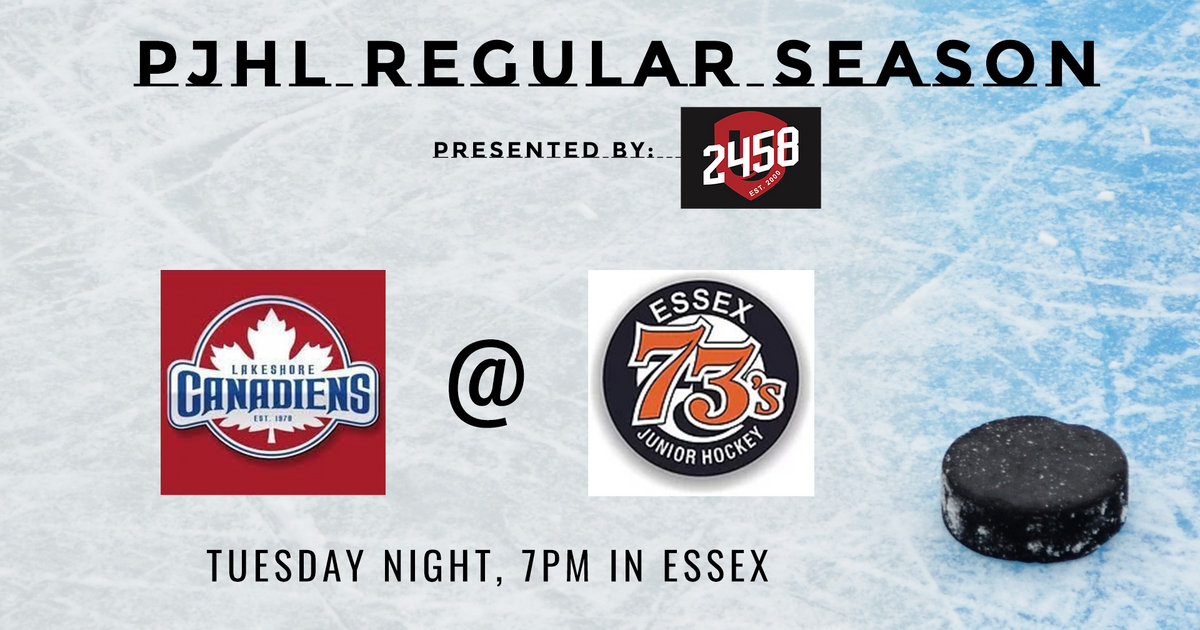 PJHL REGULAR SEASON
PRESENTED BY:
2458
EST. 2000
LAKESHORE
CANADIENS
EST. 1970
@
ESSEX
73's
JUNIOR HOCKEY
TUESDAY NIGHT, 7PM IN ESSEX